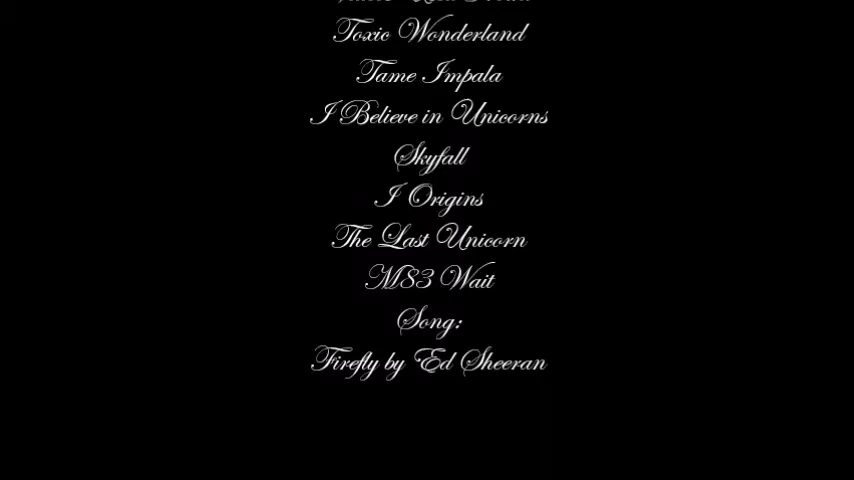 Toxic Wonderland
Tame Impala
I Believe in Unicorns
Skyfall
I Origins
The Last Unicorn
M83 Wait
Song:
Firefly by Ed Sheeran